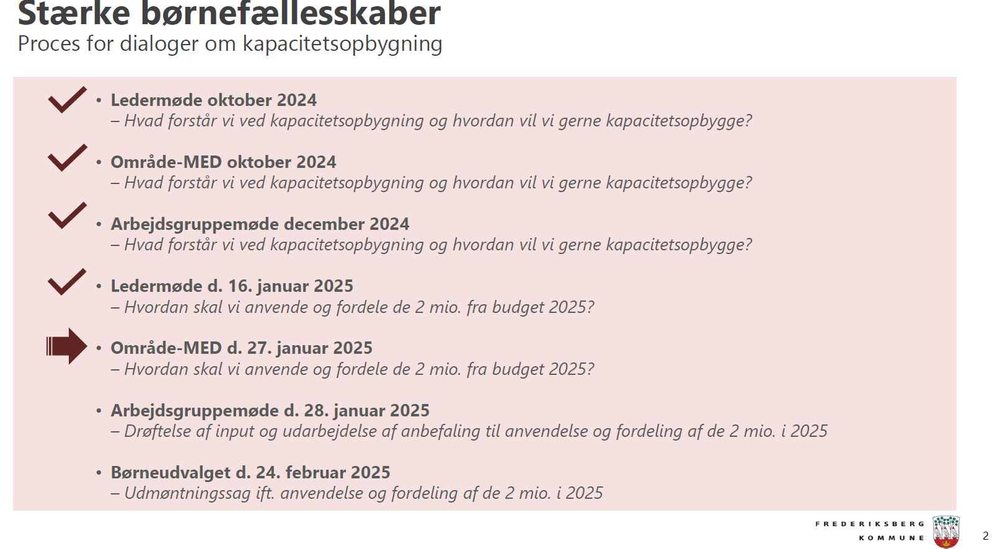 Stærke børnefællesskaber
Proces for dialoger om kapacitetsopbygning
• Ledermøde oktober 2024
– Hvad forstår vi ved kapacitetsopbygning og hvordan vil vi gerne kapacitetsopbygge?
• Område-MED oktober 2024
– Hvad forstår vi ved kapacitetsopbygning og hvordan vil vi gerne kapacitetsopbygge?
• Arbejdsgruppemøde december 2024
– Hvad forstår vi ved kapacitetsopbygning og hvordan vil vi gerne kapacitetsopbygge?
• Ledermøde d. 16. januar 2025
– Hvordan skal vi anvende og fordele de 2 mio. fra budget 2025?
• Område-MED d. 27. januar 2025
– Hvordan skal vi anvende og fordele de 2 mio. fra budget 2025?
• Arbejdsgruppemøde d. 28. januar 2025
– Drøftelse af input og udarbejdelse af anbefaling til anvendelse og fordeling af de 2 mio. i 2025
• Børneudvalget d. 24. februar 2025
– Udmøntningssag ift. anvendelse og fordeling af de 2 mio. i 2025
FREDERIKSBERG
KOMMUNE
2